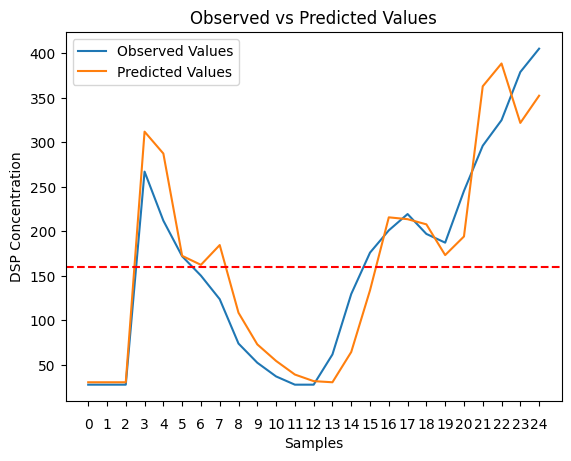 Observed vs Predicted Values
Observed Values
Predicted Values
DSP Concentration
400
350
300
250
200
150
100
50
0 1 2 3 4 5 6 7 8 9 10 11 12 13 14 15 16 17 18 19 20 21 22 23 24
Samples